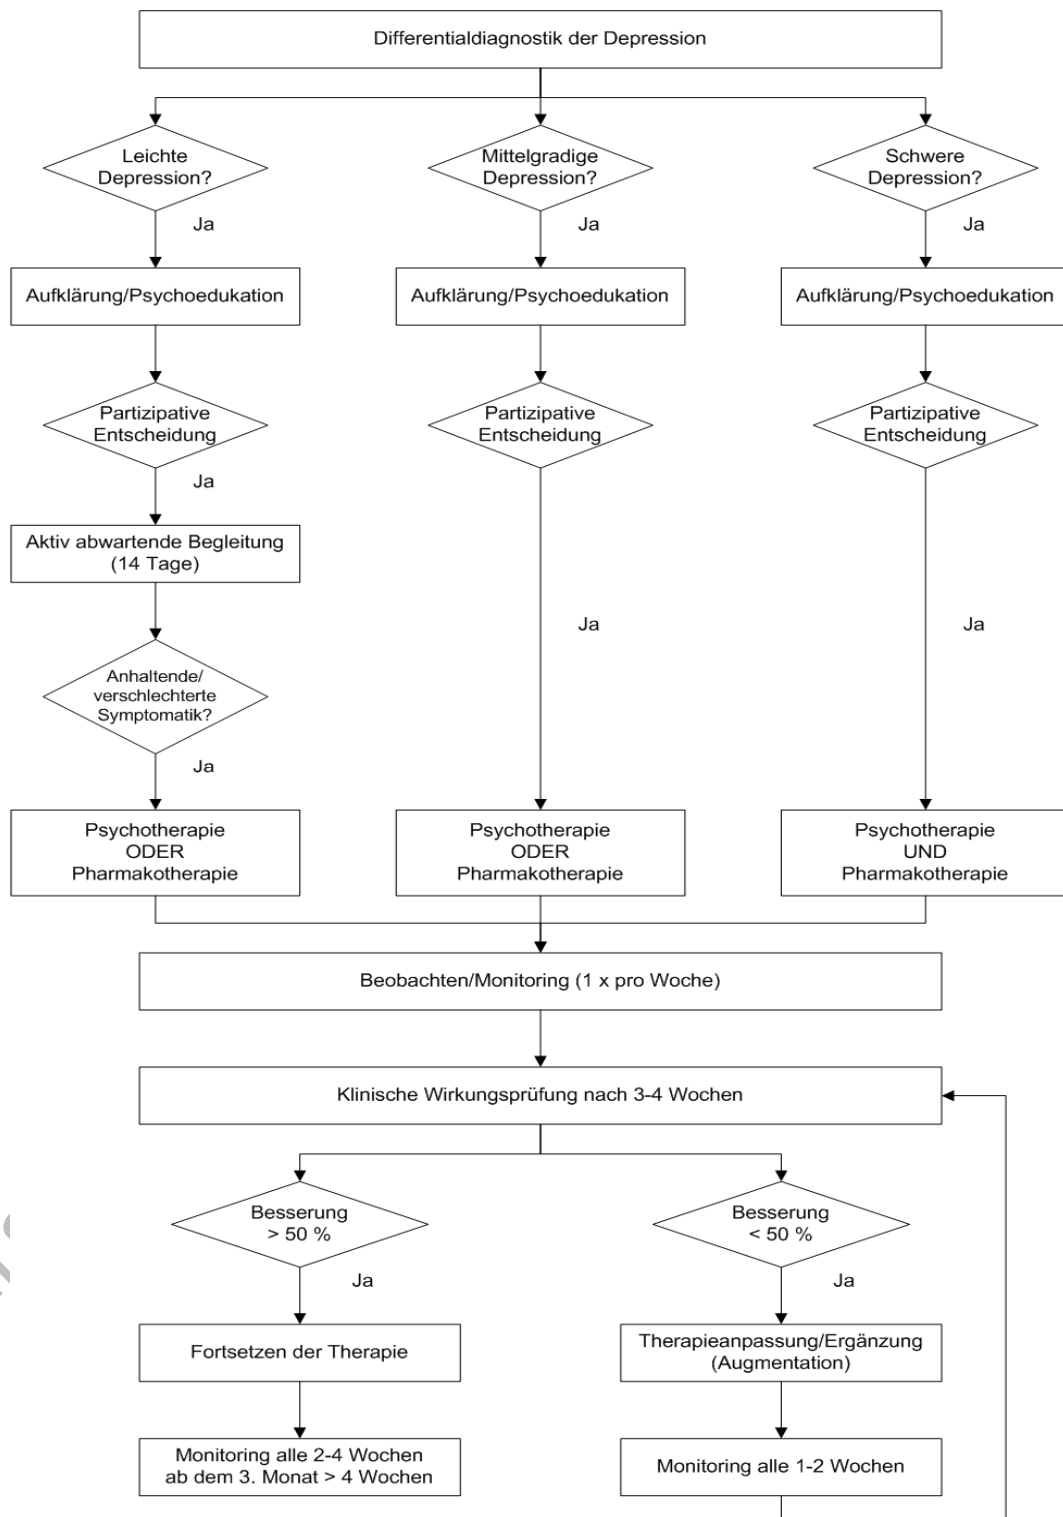 Differentialdiagnostik der Depression
Leichte
Depression?
Mittelgradige
Depression?
Schwere
Depression?
Ja
Ja
Ja
Aufklärung/Psychoedukation
Aufklärung/Psychoedukation
Aufklärung/Psychoedukation
Partizipative
Entscheidung
Partizipative
Entscheidung
Partizipative
Entscheidung
Ja
Aktiv abwartende Begleitung
(14 Tage)
Ja
Ja
Anhaltende/
verschlechterte
Symptomatik?
Ja
Psychotherapie
ODER
Pharmakotherapie
Psychotherapie
ODER
Pharmakotherapie
Psychotherapie
UND
Pharmakotherapie
Beobachten/Monitoring (1 x pro Woche)
Klinische Wirkungsprüfung nach 3-4 Wochen
Besserung
> 50 %
Besserung
< 50 %
Ja
Ja
Fortsetzen der Therapie
Therapieanpassung/Ergänzung
(Augmentation)
Monitoring alle 2-4 Wochen
ab dem 3. Monat > 4 Wochen
Monitoring alle 1-2 Wochen